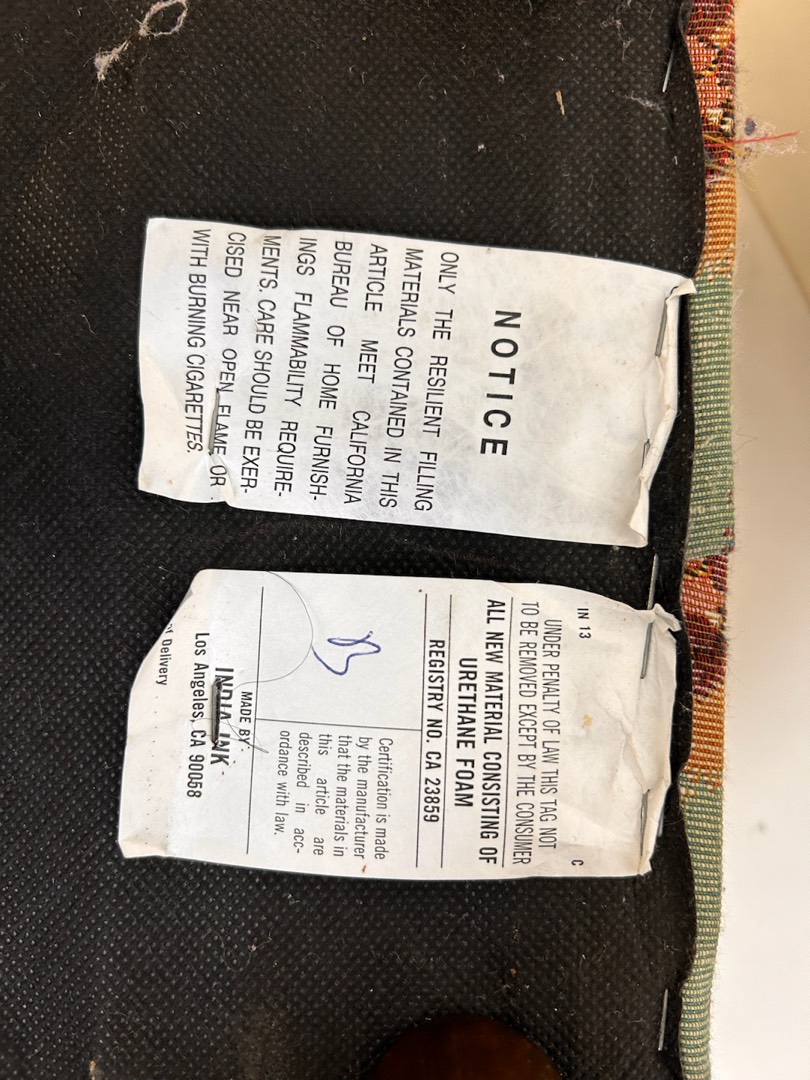 NOTICE
ONLY THE RESILIENT FILLING
MATERIALS CONTAINED IN THIS
ARTICLE MEET CALIFORNIA
BUREAU OF HOME FURNISH-
INGS FLAMMABILITY REQUIRE-
MENTS. CARE SHOULD BE EXER-
CISED NEAR OPEN FLAME OR
WITH BURNING CIGARETTES.
IN 13 C
UNDER PENALTY OF LAW THIS TAG NOT
TO BE REMOVED EXCEPT BY THE CONSUMER
ALL NEW MATERIAL CONSISTING OF
URETHANE FOAM
REGISTRY NO. CA 23859
Certification is made
by the manufacturer
that the materials in
this article are
described in acc-
ordance with law.
MADE BY:
INDIA INK
Los Angeles, CA 90058
Delivery